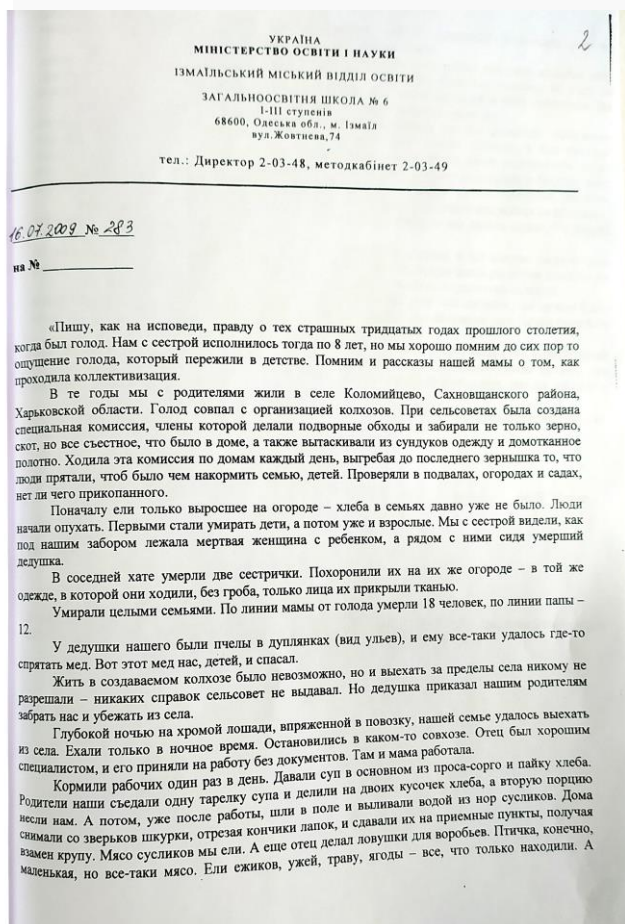 2
УКРАЇНА
МІНІСТЕРСТВО ОСВІТИ І НАУКИ
ІЗМАЇЛЬСЬКИЙ МІСЬКИЙ ВІДДІЛ ОСВІТИ
ЗАГАЛЬНООСВІТНЯ ШКОЛА № 6
І-ІІІ ступенів
68600, Одеська обл., м. Ізмаїл
вул.Жовтнева,74
тел.: Директор 2-03-48, методкабінет 2-03-49
16.07.2009 № 283
на №
«Пишу, как на исповеди, правду о тех страшных тридцатых годах прошлого столетия,
когда был голод. Нам с сестрой исполнилось тогда по 8 лет, но мы хорошо помним до сих пор то
ощущение голода, который пережили в детстве. Помним и рассказы нашей мамы о том, как
проходила коллективизация.
В те годы мы с родителями жили в селе Коломийцево, Сахновщанского района,
Харьковской области. Голод совпал с организацией колхозов. При сельсоветах была создана
специальная комиссия, члены которой делали подворные обходы и забирали не только зерно,
скот, но все съестное, что было в доме, а также вытаскивали из сундуков одежду и домотканное
полотно. Ходила эта комиссия по домам каждый день, выгребая до последнего зернышка то, что
люди прятали, чтоб было чем накормить семью, детей. Проверяли в подвалах, огородах и садах,
нет ли чего прикопанного.
Поначалу ели только выросшее на огороде – хлеба в семьях давно уже не было. Люди
начали опухать. Первыми стали умирать дети, а потом уже и взрослые. Мы с сестрой видели, как
под нашим забором лежала мертвая женщина с ребенком, а рядом с ними сидя умерший
дедушка.
В соседней хате умерли две сестрички. Похоронили их на их же огороде – в той же
одежде, в которой они ходили, без гроба, только лица их прикрыли тканью.
Умирали целыми семьями. По линии мамы от голода умерли 18 человек, по линии папы –
12.
У дедушки нашего были пчелы в дуплянках (вид ульев), и ему все-таки удалось где-то
спрятать мед. Вот этот мед нас, детей, и спасал.
Жить в создаваемом колхозе было невозможно, но и выехать за пределы села никому не
разрешали – никаких справок сельсовет не выдавал. Но дедушка приказал нашим родителям
забрать нас и убежать из села.
Глубокой ночью на хромой лошади, впряженной в повозку, нашей семье удалось выехать
из села. Ехали только в ночное время. Остановились в каком-то совхозе. Отец был хорошим
специалистом, и его приняли на работу без документов. Там и мама работала.
Кормили рабочих один раз в день. Давали суп в основном из проса-сорго и пайку хлеба.
Родители наши съедали одну тарелку супа и делили на двоих кусочек хлеба, а вторую порцию
несли нам. А потом, уже после работы, шли в поле и выливали водой из нор сусликов. Дома
снимали со зверьков шкурки, отрезая кончики лапок, и сдавали их на приемные пункты, получая
взамен крупу. Мясо сусликов мы ели. А еще отец делал ловушки для воробьев. Птичка, конечно,
маленькая, но все-таки мясо. Ели ежиков, ужей, траву, ягоды – все, что только находили. А